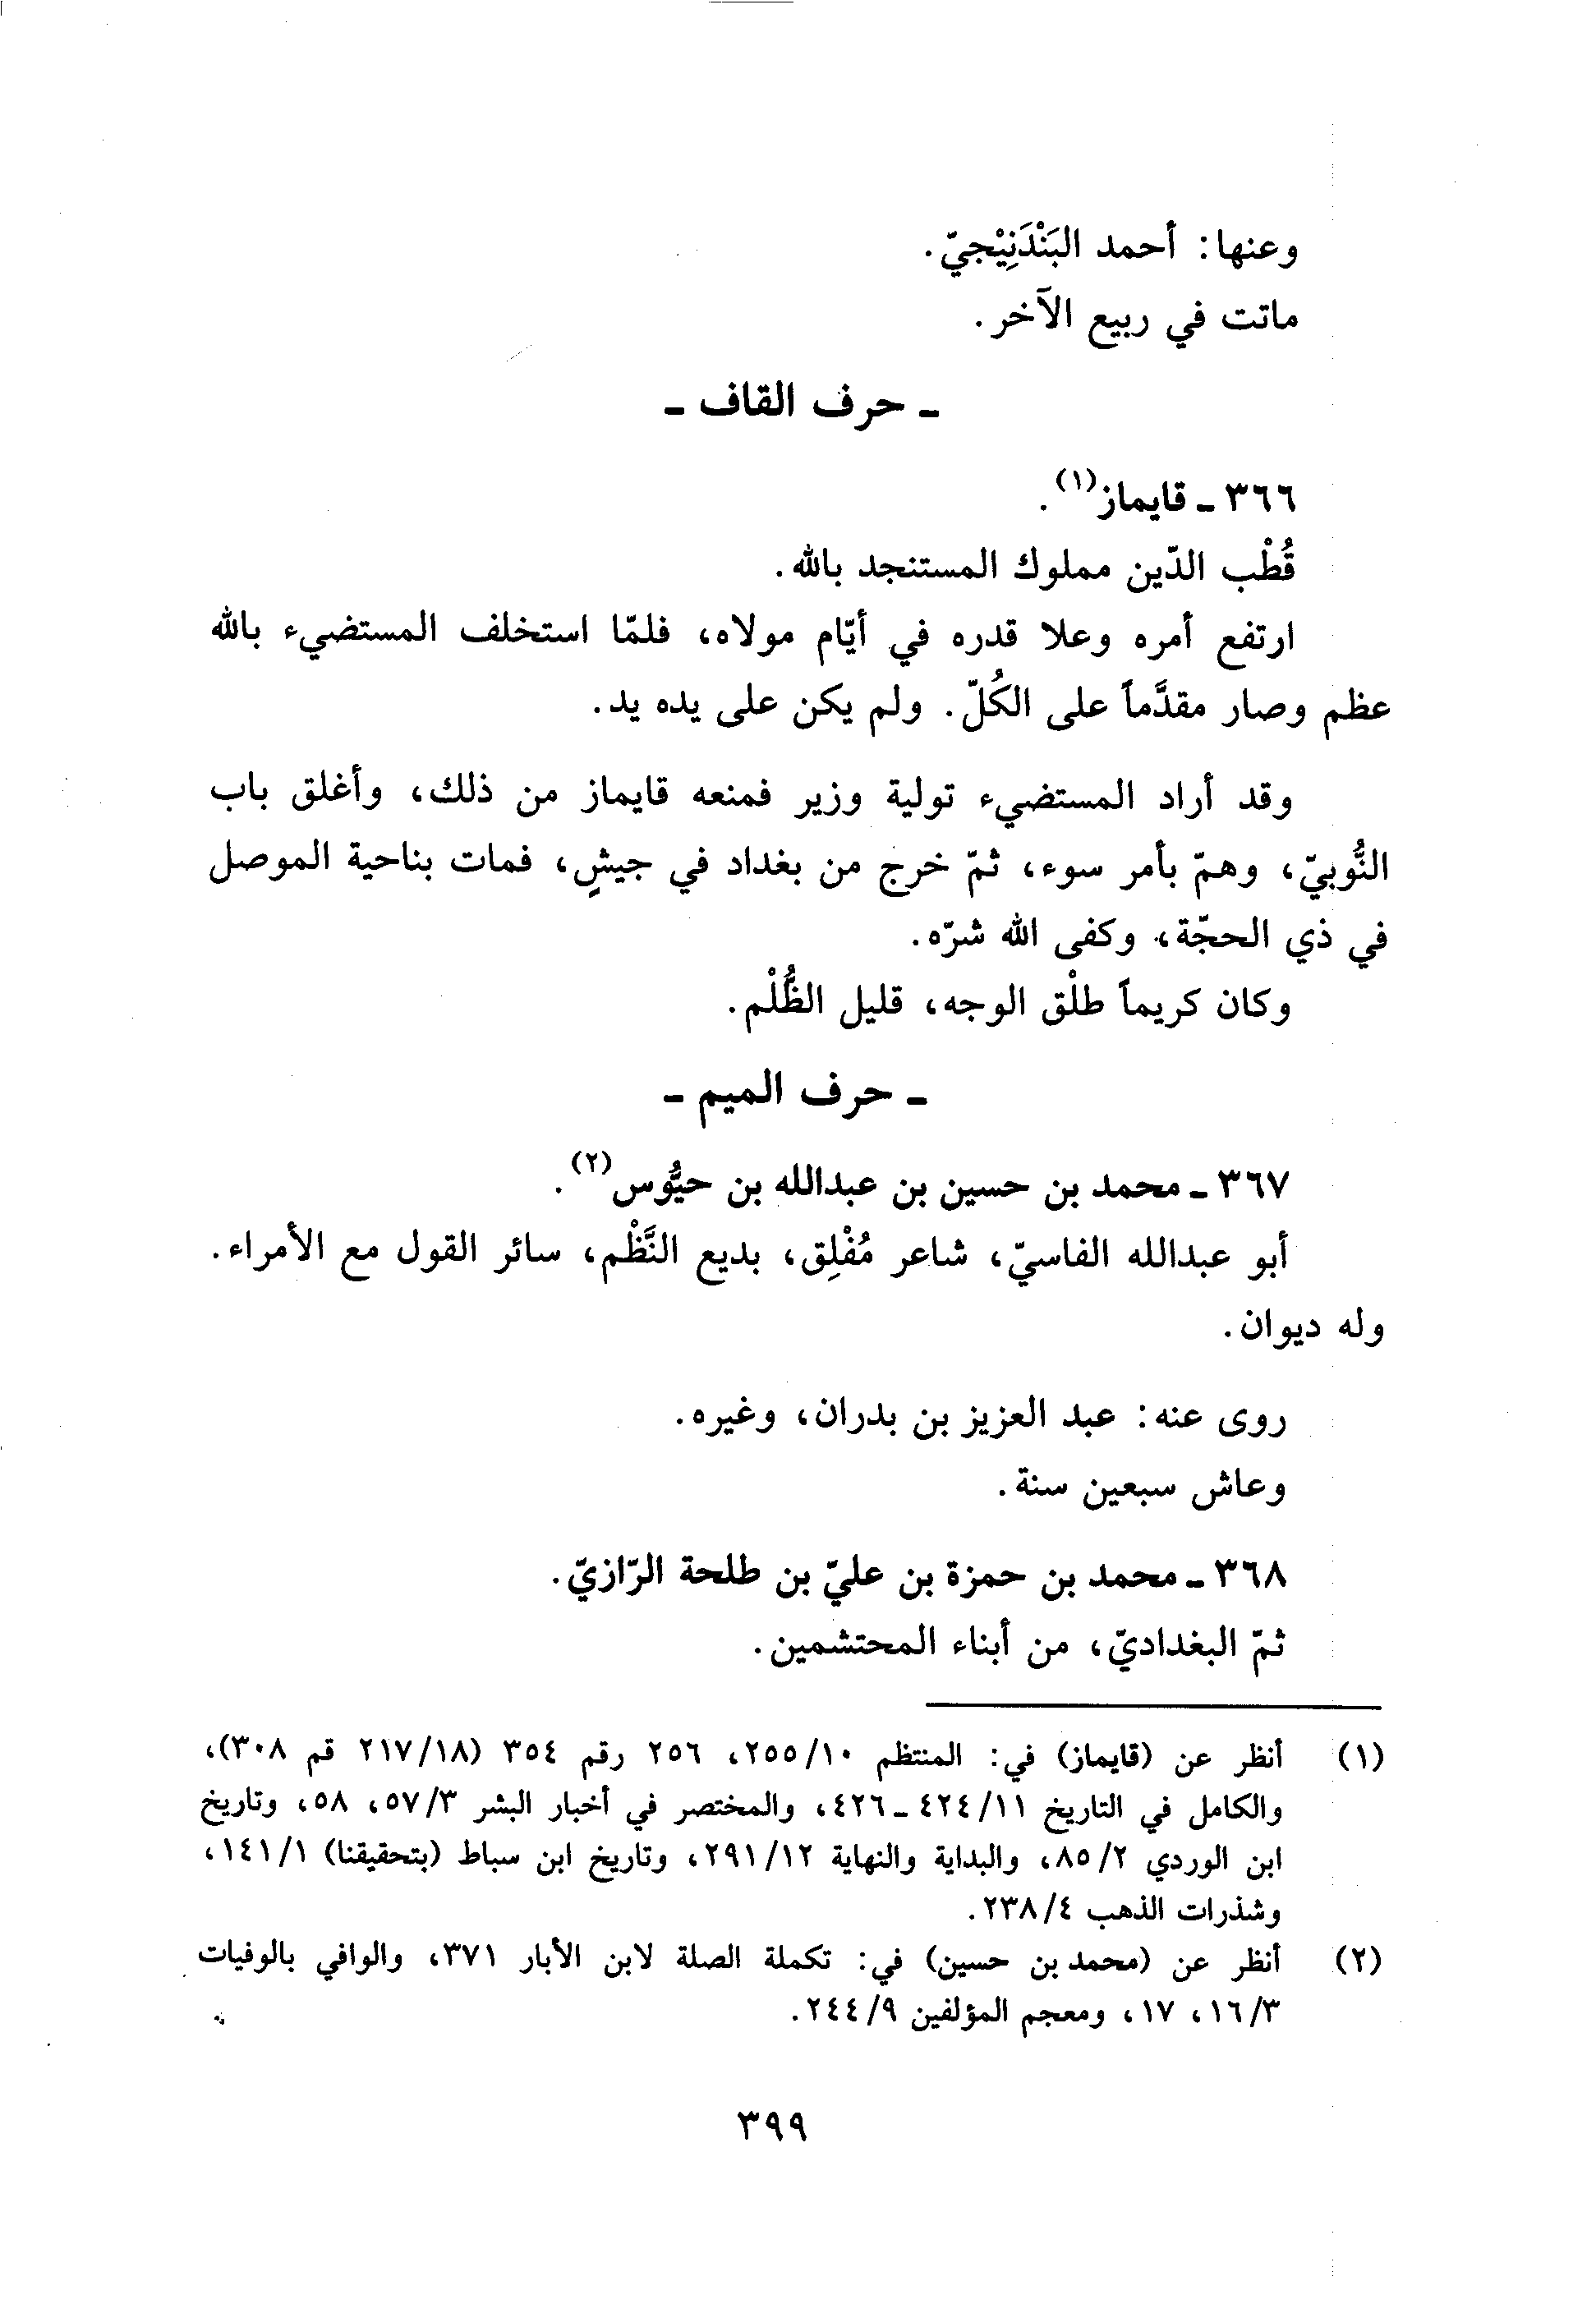 وعنها: أحمد البَنْدَنِيْجيّ.
ماتت في ربيع الآخر.
ـ حرف القاف ـ
٣٦٦ ـ قايماز(١).
قُطْب الدّين مملوك المستنجد بالله.
ارتفع أمره وعلا قدره في أيّام مولاه، فلمّا استخلف المستضيء بالله
عظم وصار مقدَّماً على الكُلّ. ولم يكن على يده يد.
وقد أراد المستضيء تولية وزير فمنعه قايماز من ذلك، وأغلق باب
النُّوبيّ، وهمّ بأمر سوء، ثمّ خرج من بغداد في جيشٍ، فمات بناحية الموصل
في ذي الحجّة، وكفى الله شرّه.
وكان كريماً طلْق الوجه، قليل الظُّلْم.
ـ حرف الميم ـ
٣٦٧ ـ محمد بن حسين بن عبدالله بن حيُّوس(٢).
أبو عبدالله الفاسيّ، شاعر مُفْلِق، بديع النَّظْم، سائر القول مع الأمراء.
وله ديوان.
روى عنه: عبد العزيز بن بدران، وغيره.
وعاش سبعين سنة.
٣٦٨ ـ محمد بن حمزة بن عليّ بن طلحة الرّازيّ.
ثمّ البغداديّ، من أبناء المحتشمين.
(١) أنظر عن (قايماز) في: المنتظم ٢٥٥/١٠، ٢٥٦ رقم ٣٥٤ (٢١٧/١٨ قم ٣٠٨)،
والكامل في التاريخ ٤٢٤/١١ ـ ٤٢٦، والمختصر في أخبار البشر ٥٧/٣، ٥٨، وتاريخ
ابن الوردي ٨٥/٢، والبداية والنهاية ٢٩١/١٢، وتاريخ ابن سباط (بتحقيقنا) ١٤١/١،
وشذرات الذهب ٢٣٨/٤.
(٢) أنظر عن (محمد بن حسين) في: تكملة الصلة لابن الأبار ٣٧١، والوافي بالوفيات
١٦/٣، ١٧، ومعجم المؤلفين ٢٤٤/٩.
٣٩٩